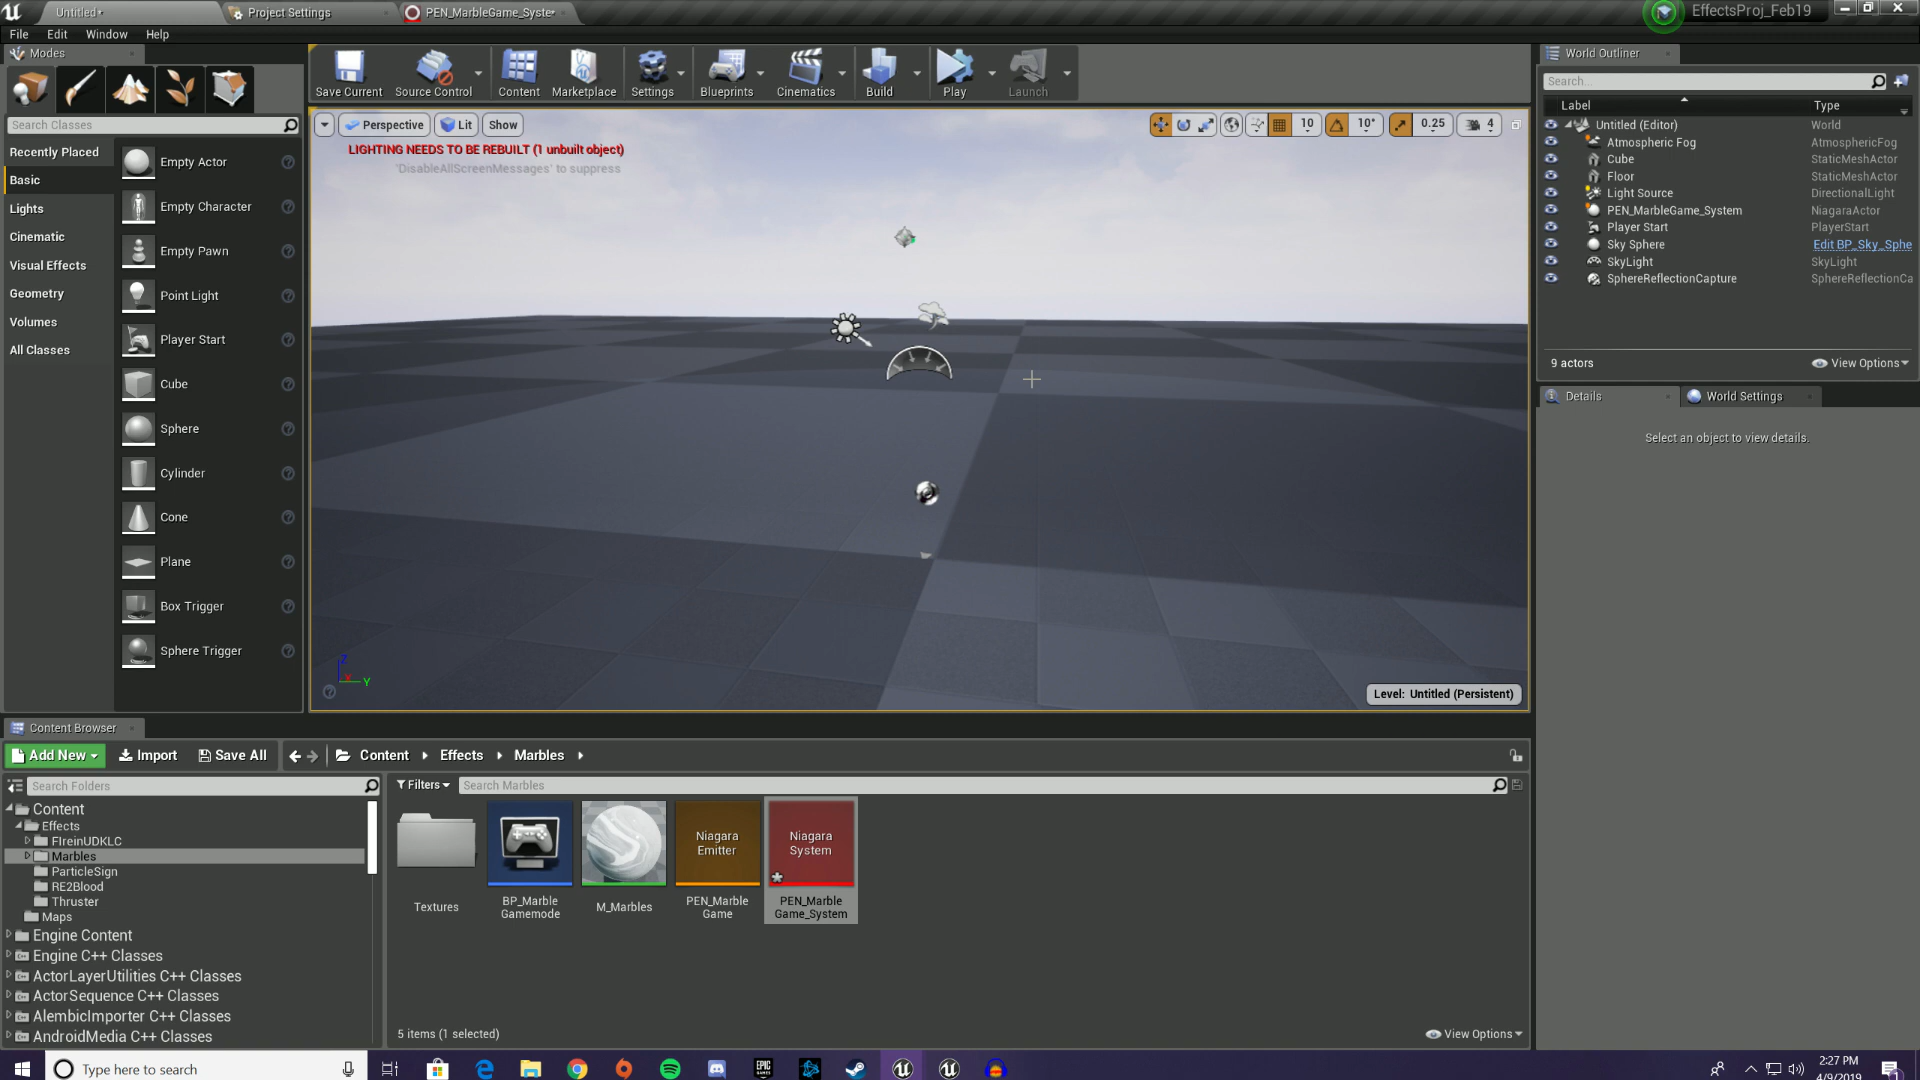 Untitled•
Project Settings
PEN_MarbleGame_Syste•
EffectsProj_Feb19
File
Edit
Window
Help
Modes
Save Current
Source Control
Content
Marketplace
Settings
Blueprints
Cinematics
Build
Play
Launch
World Outliner
Search...
Label
Type
Search Classes
Perspective
Lit
Show
10
10°
0.25
4
LIGHTING NEEDS TO BE REBUILT (1 unbuilt object)
'DisableAllScreenMessages' to suppress
Untitled (Editor) World
Atmospheric Fog AtmosphericFog
Cube StaticMeshActor
Floor StaticMeshActor
Light Source DirectionalLight
PEN_MarbleGame_System NiagaraActor
Player Start PlayerStart
Sky Sphere Edit BP_Sky_Sphe
SkyLight SkyLight
SphereReflectionCapture SphereReflectionCa
9 actors
View Options
Details
World Settings
Select an object to view details.
Recently Placed
Basic
Lights
Cinematic
Visual Effects
Geometry
Volumes
All Classes
Empty Actor
Empty Character
Empty Pawn
Point Light
Player Start
Cube
Sphere
Cylinder
Cone
Plane
Box Trigger
Sphere Trigger
Z
Y
Level: Untitled (Persistent)
Content Browser
Add New
Import
Save All
Content
Effects
Marbles
Search Folders
Filters
Search Marbles
Content
Effects
FIreinUDKLC
Marbles
ParticleSign
RE2Blood
Thruster
Maps
Engine Content
Engine C++ Classes
ActorLayerUtilities C++ Classes
ActorSequence C++ Classes
AlembicImporter C++ Classes
AndroidMedia C++ Classes
Textures
BP_Marble
Gamemode
M_Marbles
Niagara
Emitter
PEN_Marble
Game
Niagara
System
PEN_Marble
Game_System
5 items (1 selected)
View Options
Type here to search
EPIC
GAMES
2:27 PM
4/9/2019
1